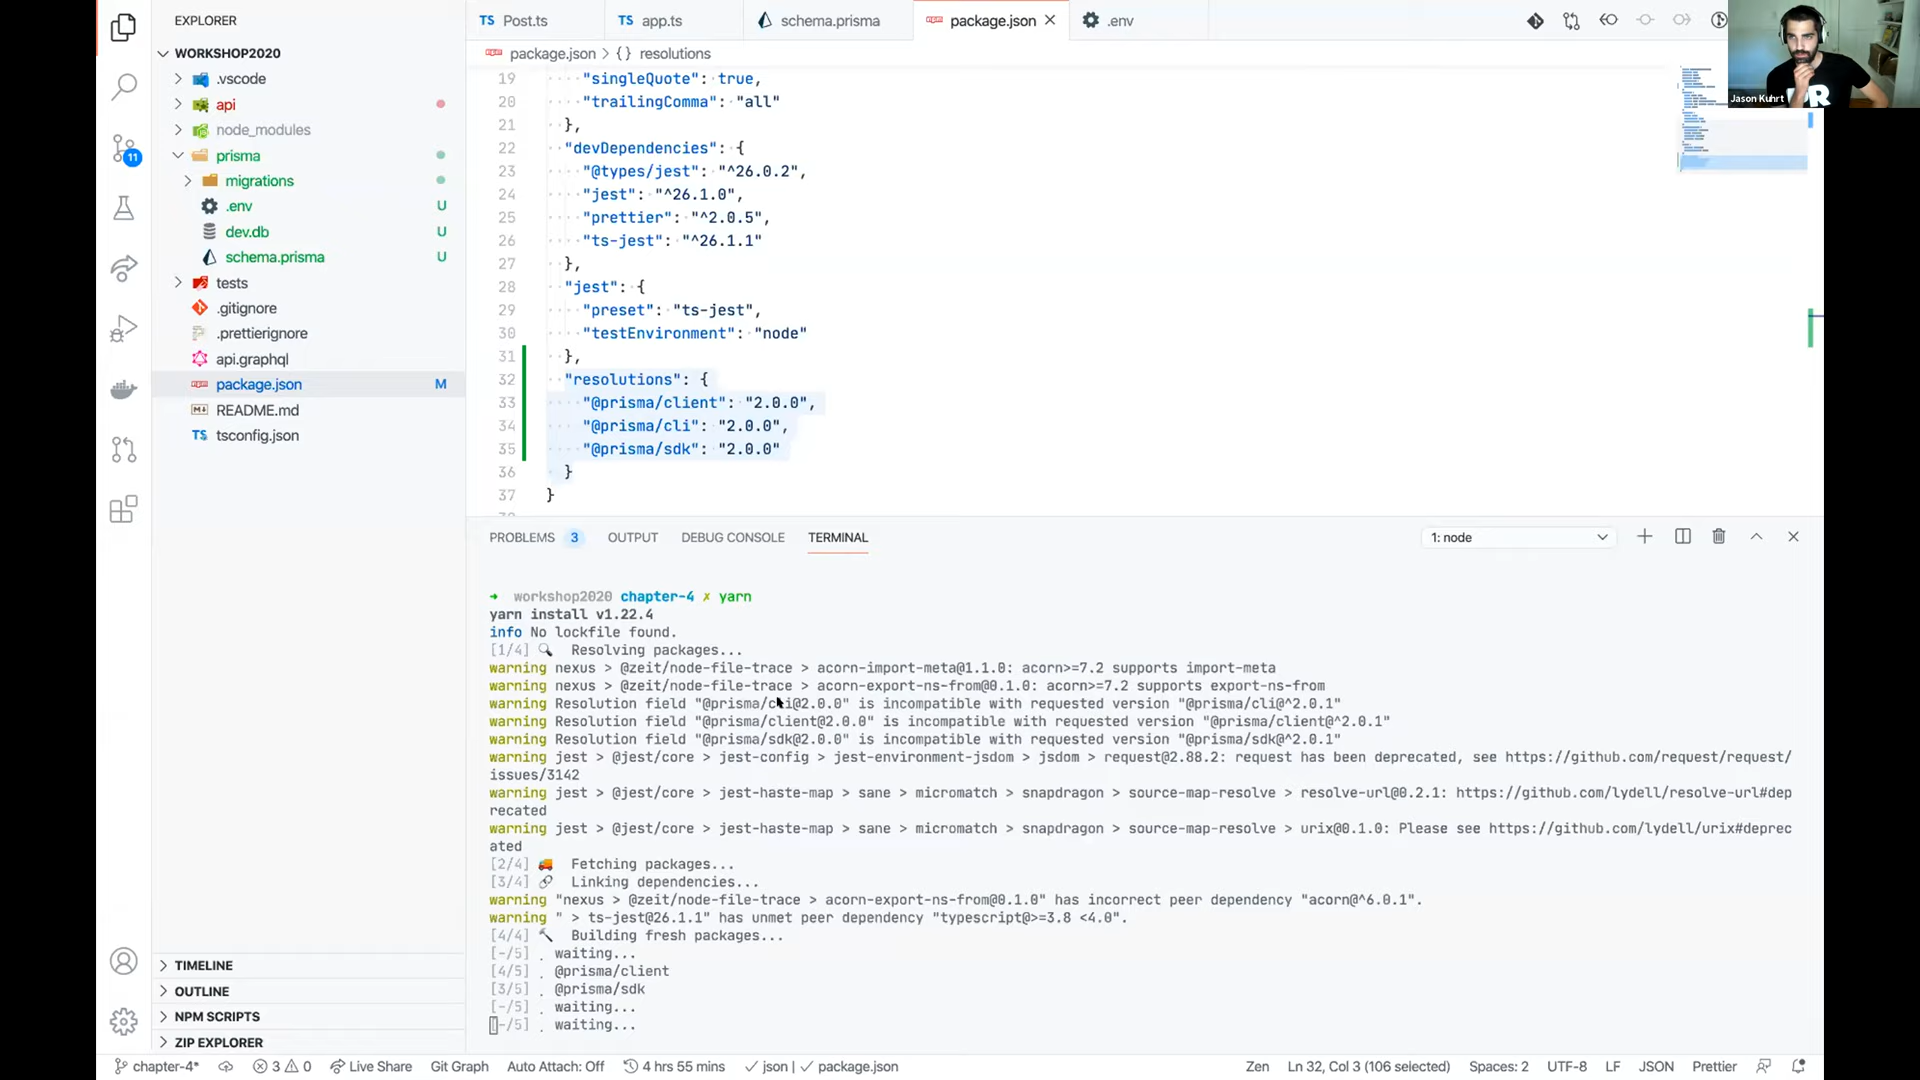 EXPLORER
WORKSHOP2020
.vscode
api
node_modules
prisma
migrations
.env U
dev.db U
schema.prisma U
tests
.gitignore
.prettierignore
api.graphql
package.json M
README.md
TS tsconfig.json
TIMELINE
OUTLINE
NPM SCRIPTS
ZIP EXPLORER
11
TS Post.ts
TS app.ts
schema.prisma
package.json
.env
package.json > {} resolutions
19 "singleQuote": true,
20 "trailingComma": "all"
21 },
22 "devDependencies": {
23 "@types/jest": "^26.0.2",
24 "jest": "^26.1.0",
25 "prettier": "^2.0.5",
26 "ts-jest": "^26.1.1"
27 },
28 "jest": {
29 "preset": "ts-jest",
30 "testEnvironment": "node"
31 },
32 "resolutions": {
33 "@prisma/client": "2.0.0",
34 "@prisma/cli": "2.0.0",
35 "@prisma/sdk": "2.0.0"
36 }
37 }
Jason Kuhrt
PROBLEMS 3 OUTPUT DEBUG CONSOLE TERMINAL
1: node
➜ workshop2020 chapter-4 ✗ yarn
yarn install v1.22.4
info No lockfile found.
[1/4] 🔍 Resolving packages...
warning nexus > @zeit/node-file-trace > acorn-import-meta@1.1.0: acorn>=7.2 supports import-meta
warning nexus > @zeit/node-file-trace > acorn-export-ns-from@0.1.0: acorn>=7.2 supports export-ns-from
warning Resolution field "@prisma/cli@2.0.0" is incompatible with requested version "@prisma/cli@^2.0.1"
warning Resolution field "@prisma/client@2.0.0" is incompatible with requested version "@prisma/client@^2.0.1"
warning Resolution field "@prisma/sdk@2.0.0" is incompatible with requested version "@prisma/sdk@^2.0.1"
warning jest > @jest/core > jest-config > jest-environment-jsdom > jsdom > request@2.88.2: request has been deprecated, see https://github.com/request/request/
issues/3142
warning jest > @jest/core > jest-haste-map > sane > micromatch > snapdragon > source-map-resolve > resolve-url@0.2.1: https://github.com/lydell/resolve-url#dep
recated
warning jest > @jest/core > jest-haste-map > sane > micromatch > snapdragon > source-map-resolve > urix@0.1.0: Please see https://github.com/lydell/urix#deprec
ated
[2/4] 🚚 Fetching packages...
[3/4] 🔗 Linking dependencies...
warning "nexus > @zeit/node-file-trace > acorn-export-ns-from@0.1.0" has incorrect peer dependency "acorn@^6.0.1".
warning " > ts-jest@26.1.1" has unmet peer dependency "typescript@>=3.8 <4.0".
[4/4] 🔨 Building fresh packages...
[-/5] waiting...
[4/5] @prisma/client
[3/5] @prisma/sdk
[-/5] waiting...
[-/5] waiting...
chapter-4* 3 0 Live Share Git Graph Auto Attach: Off 4 hrs 55 mins ✓ json | ✓ package.json Zen Ln 32, Col 3 (106 selected) Spaces: 2 UTF-8 LF JSON Prettier